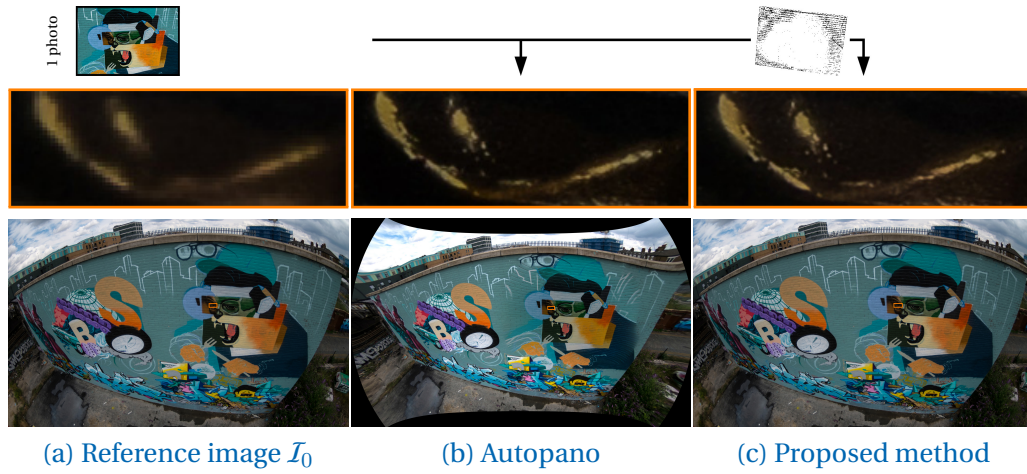 1 photo
(a) Reference image I₀
(b) Autopano
(c) Proposed method